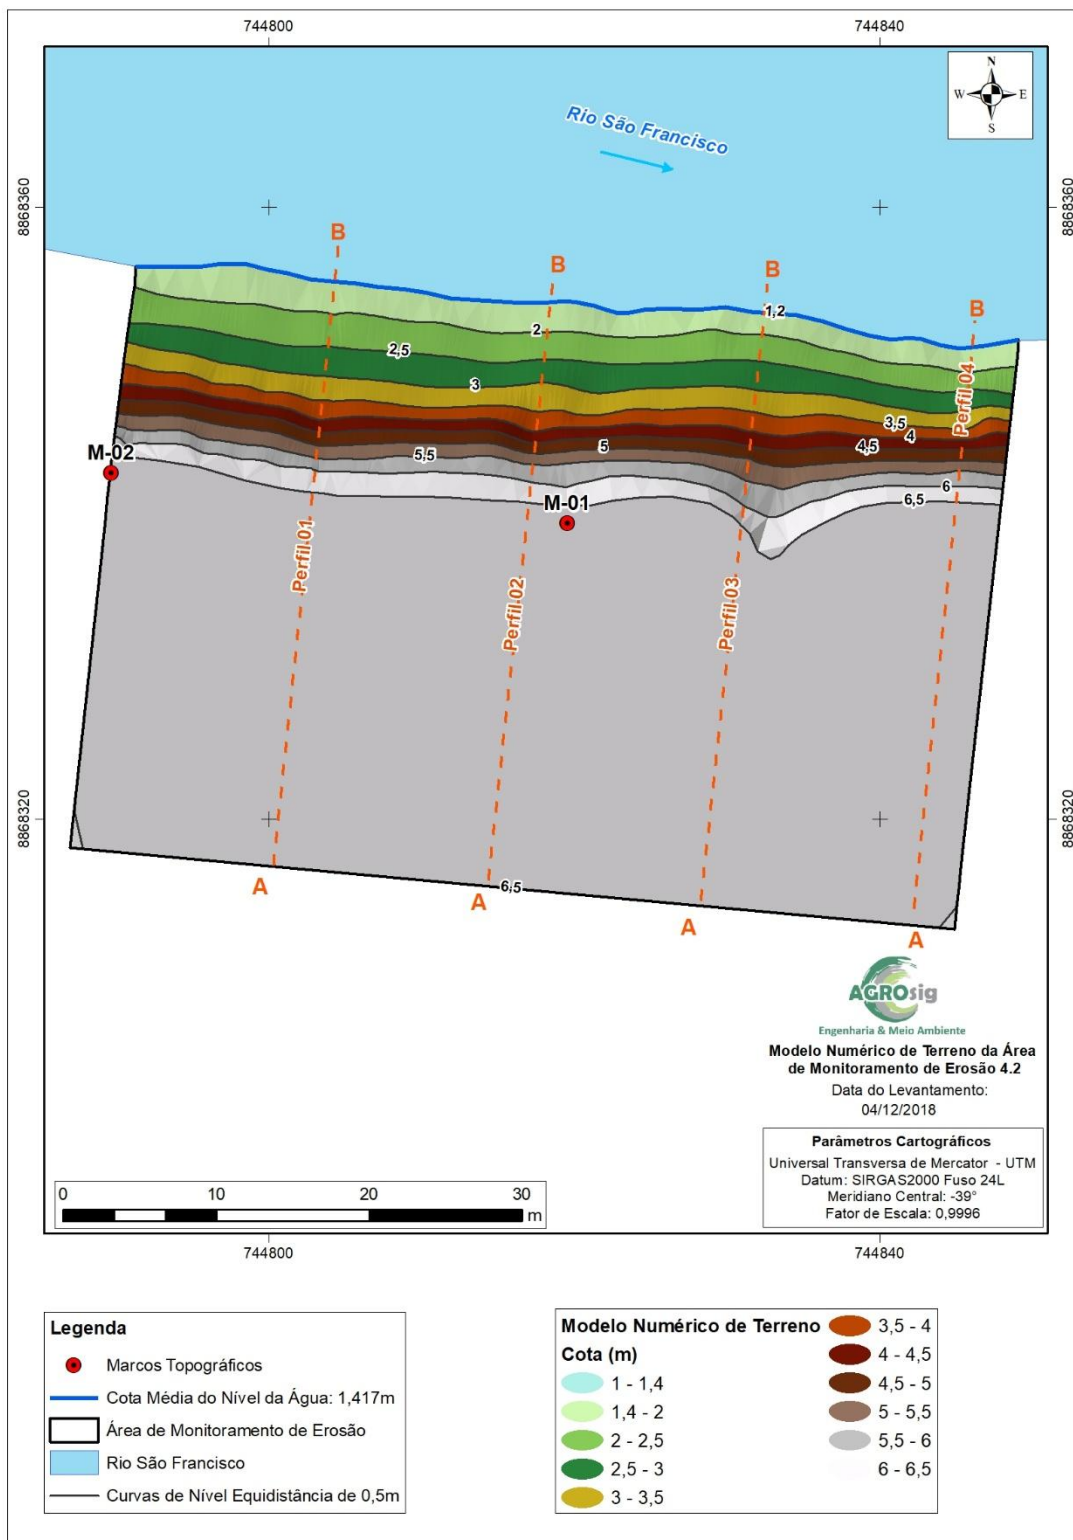 744800
744840
N
W
E
S
Rio São Francisco
8868360
8868360
B
B
B
B
1,2
2
2,5
3
3,5
4
4,5
5
5,5
6
6,5
M-02
M-01
Perfil 01
Perfil 02
Perfil 03
Perfil 04
8868320
8868320
6,5
A
A
A
A
AGROsig
Engenharia & Meio Ambiente
Modelo Numérico de Terreno da Área
de Monitoramento de Erosão 4.2
Data do Levantamento:
04/12/2018
Parâmetros Cartográficos
Universal Transversa de Mercator - UTM
Datum: SIRGAS2000 Fuso 24L
Meridiano Central: -39°
Fator de Escala: 0,9996
0
10
20
30
m
744800
744840
Legenda
Marcos Topográficos
Cota Média do Nível da Água: 1,417m
Área de Monitoramento de Erosão
Rio São Francisco
Curvas de Nível Equidistância de 0,5m
Modelo Numérico de Terreno
Cota (m)
1 - 1,4
1,4 - 2
2 - 2,5
2,5 - 3
3 - 3,5
3,5 - 4
4 - 4,5
4,5 - 5
5 - 5,5
5,5 - 6
6 - 6,5